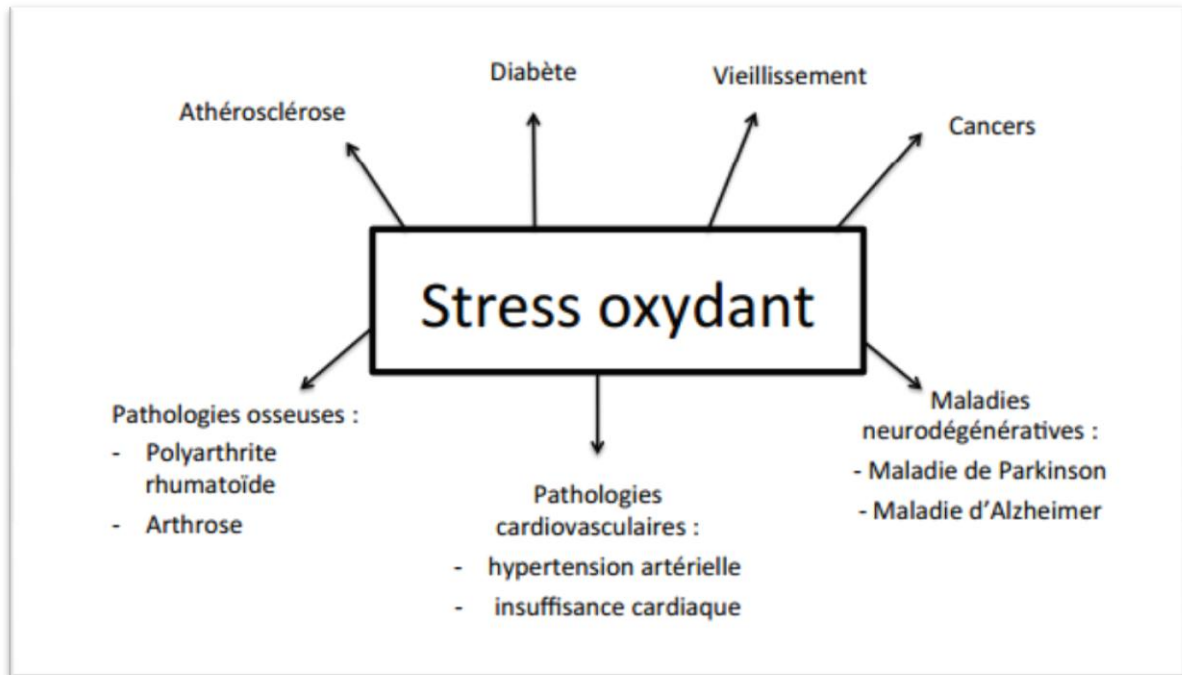 Diabète
Vieillissement
Athérosclérose
Cancers
Stress oxydant
Pathologies osseuses :
- Polyarthrite
rhumatoïde
- Arthrose
Pathologies
cardiovasculaires :
- hypertension artérielle
- insuffisance cardiaque
Maladies
neurodégénératives :
- Maladie de Parkinson
- Maladie d’Alzheimer